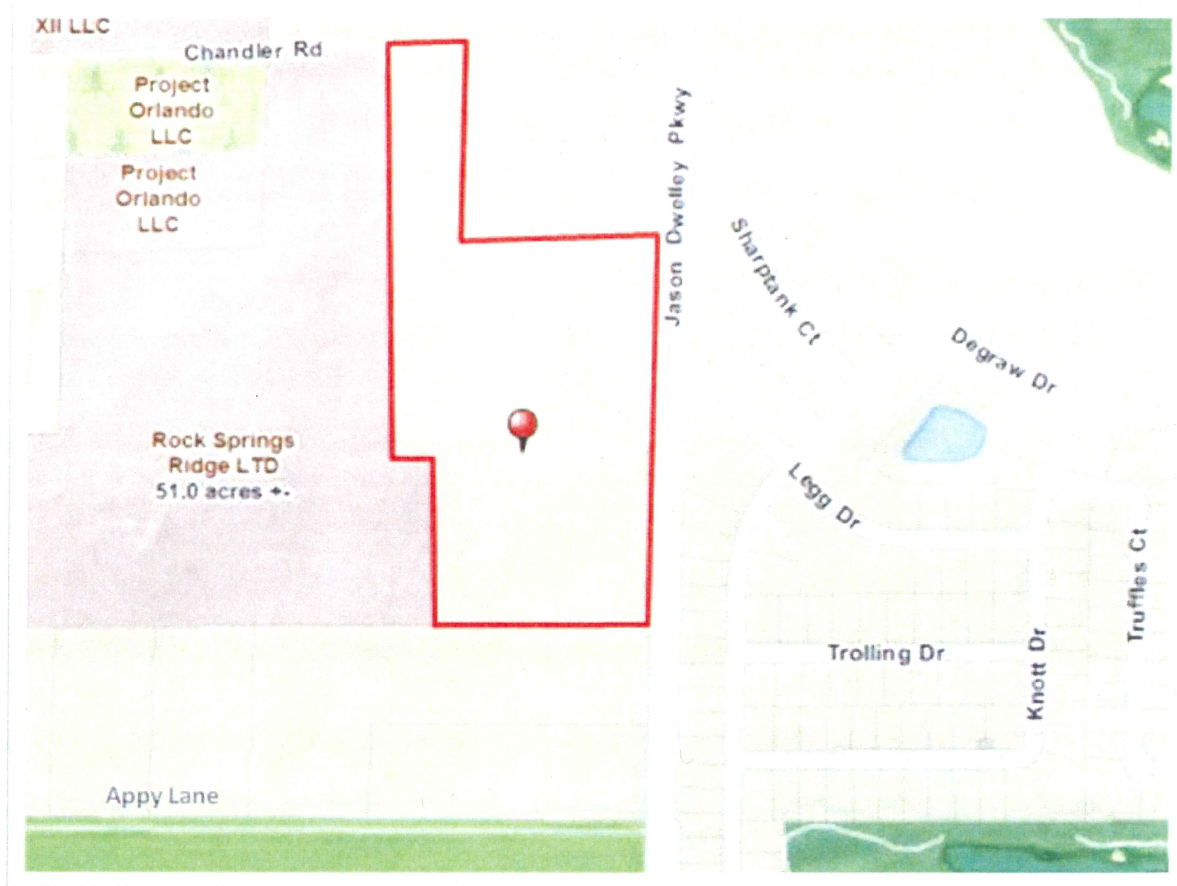 XII LLC
Chandler Rd
Project
Orlando
LLC
Project
Orlando
LLC
Jason Dwelley Pkwy
Sharptank Ct
Degraw Dr
Rock Springs
Ridge LTD
51.0 acres +-
Legg Dr
Truffles Ct
Trolling Dr
Knott Dr
Appy Lane